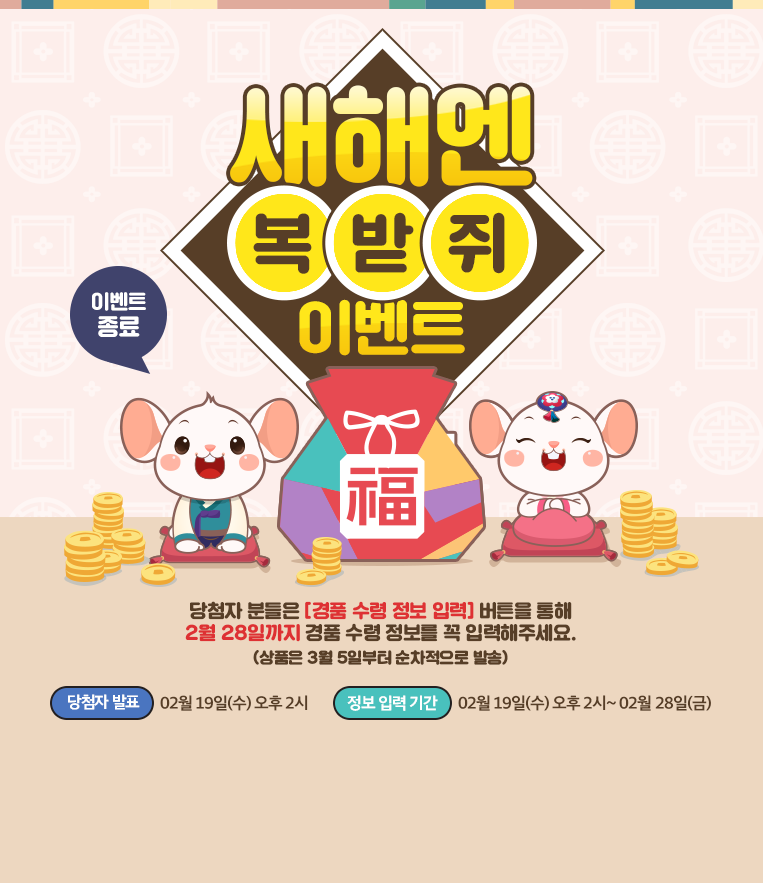 새해엔
복받쥐
이벤트
이벤트
종료
福
당첨자 분들은 [경품 수령 정보 입력] 버튼을 통해
2월 28일까지 경품 수령 정보를 꼭 입력해주세요.
(상품은 3월 5일부터 순차적으로 발송)
당첨자 발표 02월 19일(수) 오후 2시
정보 입력 기간 02월 19일(수) 오후 2시~ 02월 28일(금)